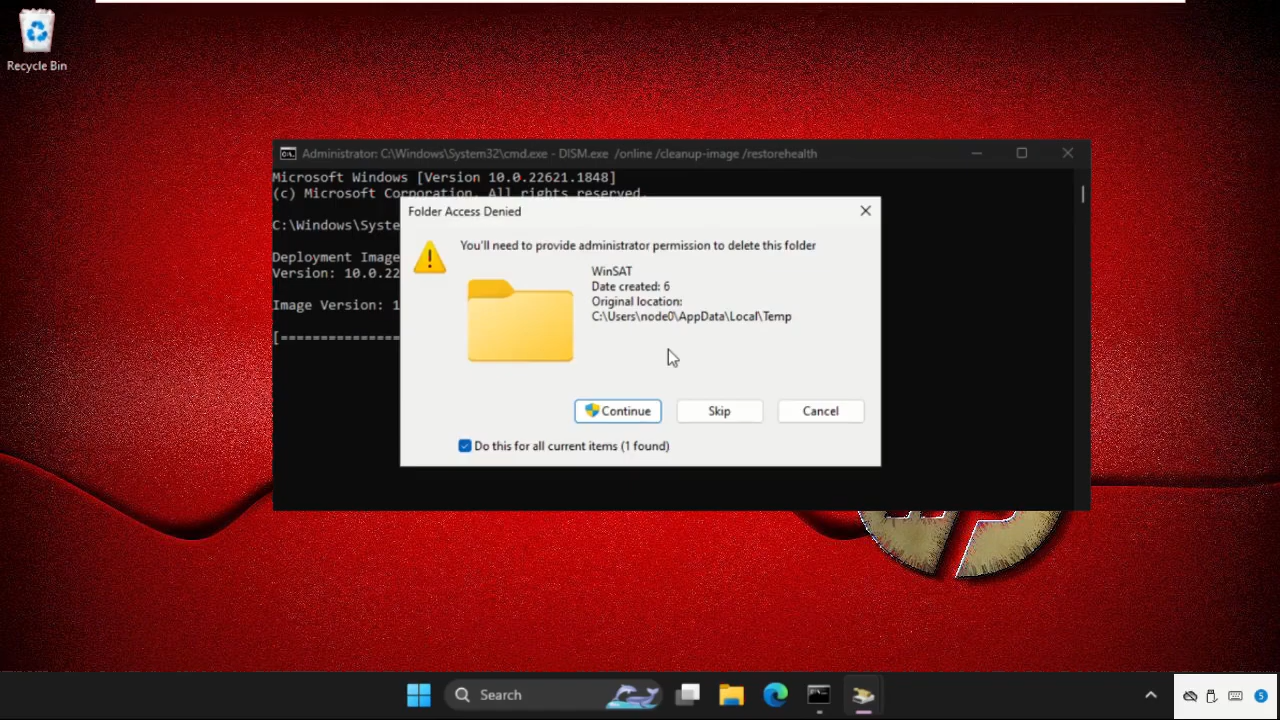 Recycle Bin
Administrator: C:\Windows\System32\cmd.exe - DISM.exe /online /cleanup-image /restorehealth
Microsoft Windows [Version 10.0.22621.1848]
(c) Microsoft Corporation. All rights reserved.
C:\Windows\Syste
Deployment Image
Version: 10.0.22
Image Version: 1
[===============
Folder Access Denied
You'll need to provide administrator permission to delete this folder
WinSAT
Date created: 6
Original location:
C:\Users\node0\AppData\Local\Temp
Continue
Skip
Cancel
Do this for all current items (1 found)
Search
5